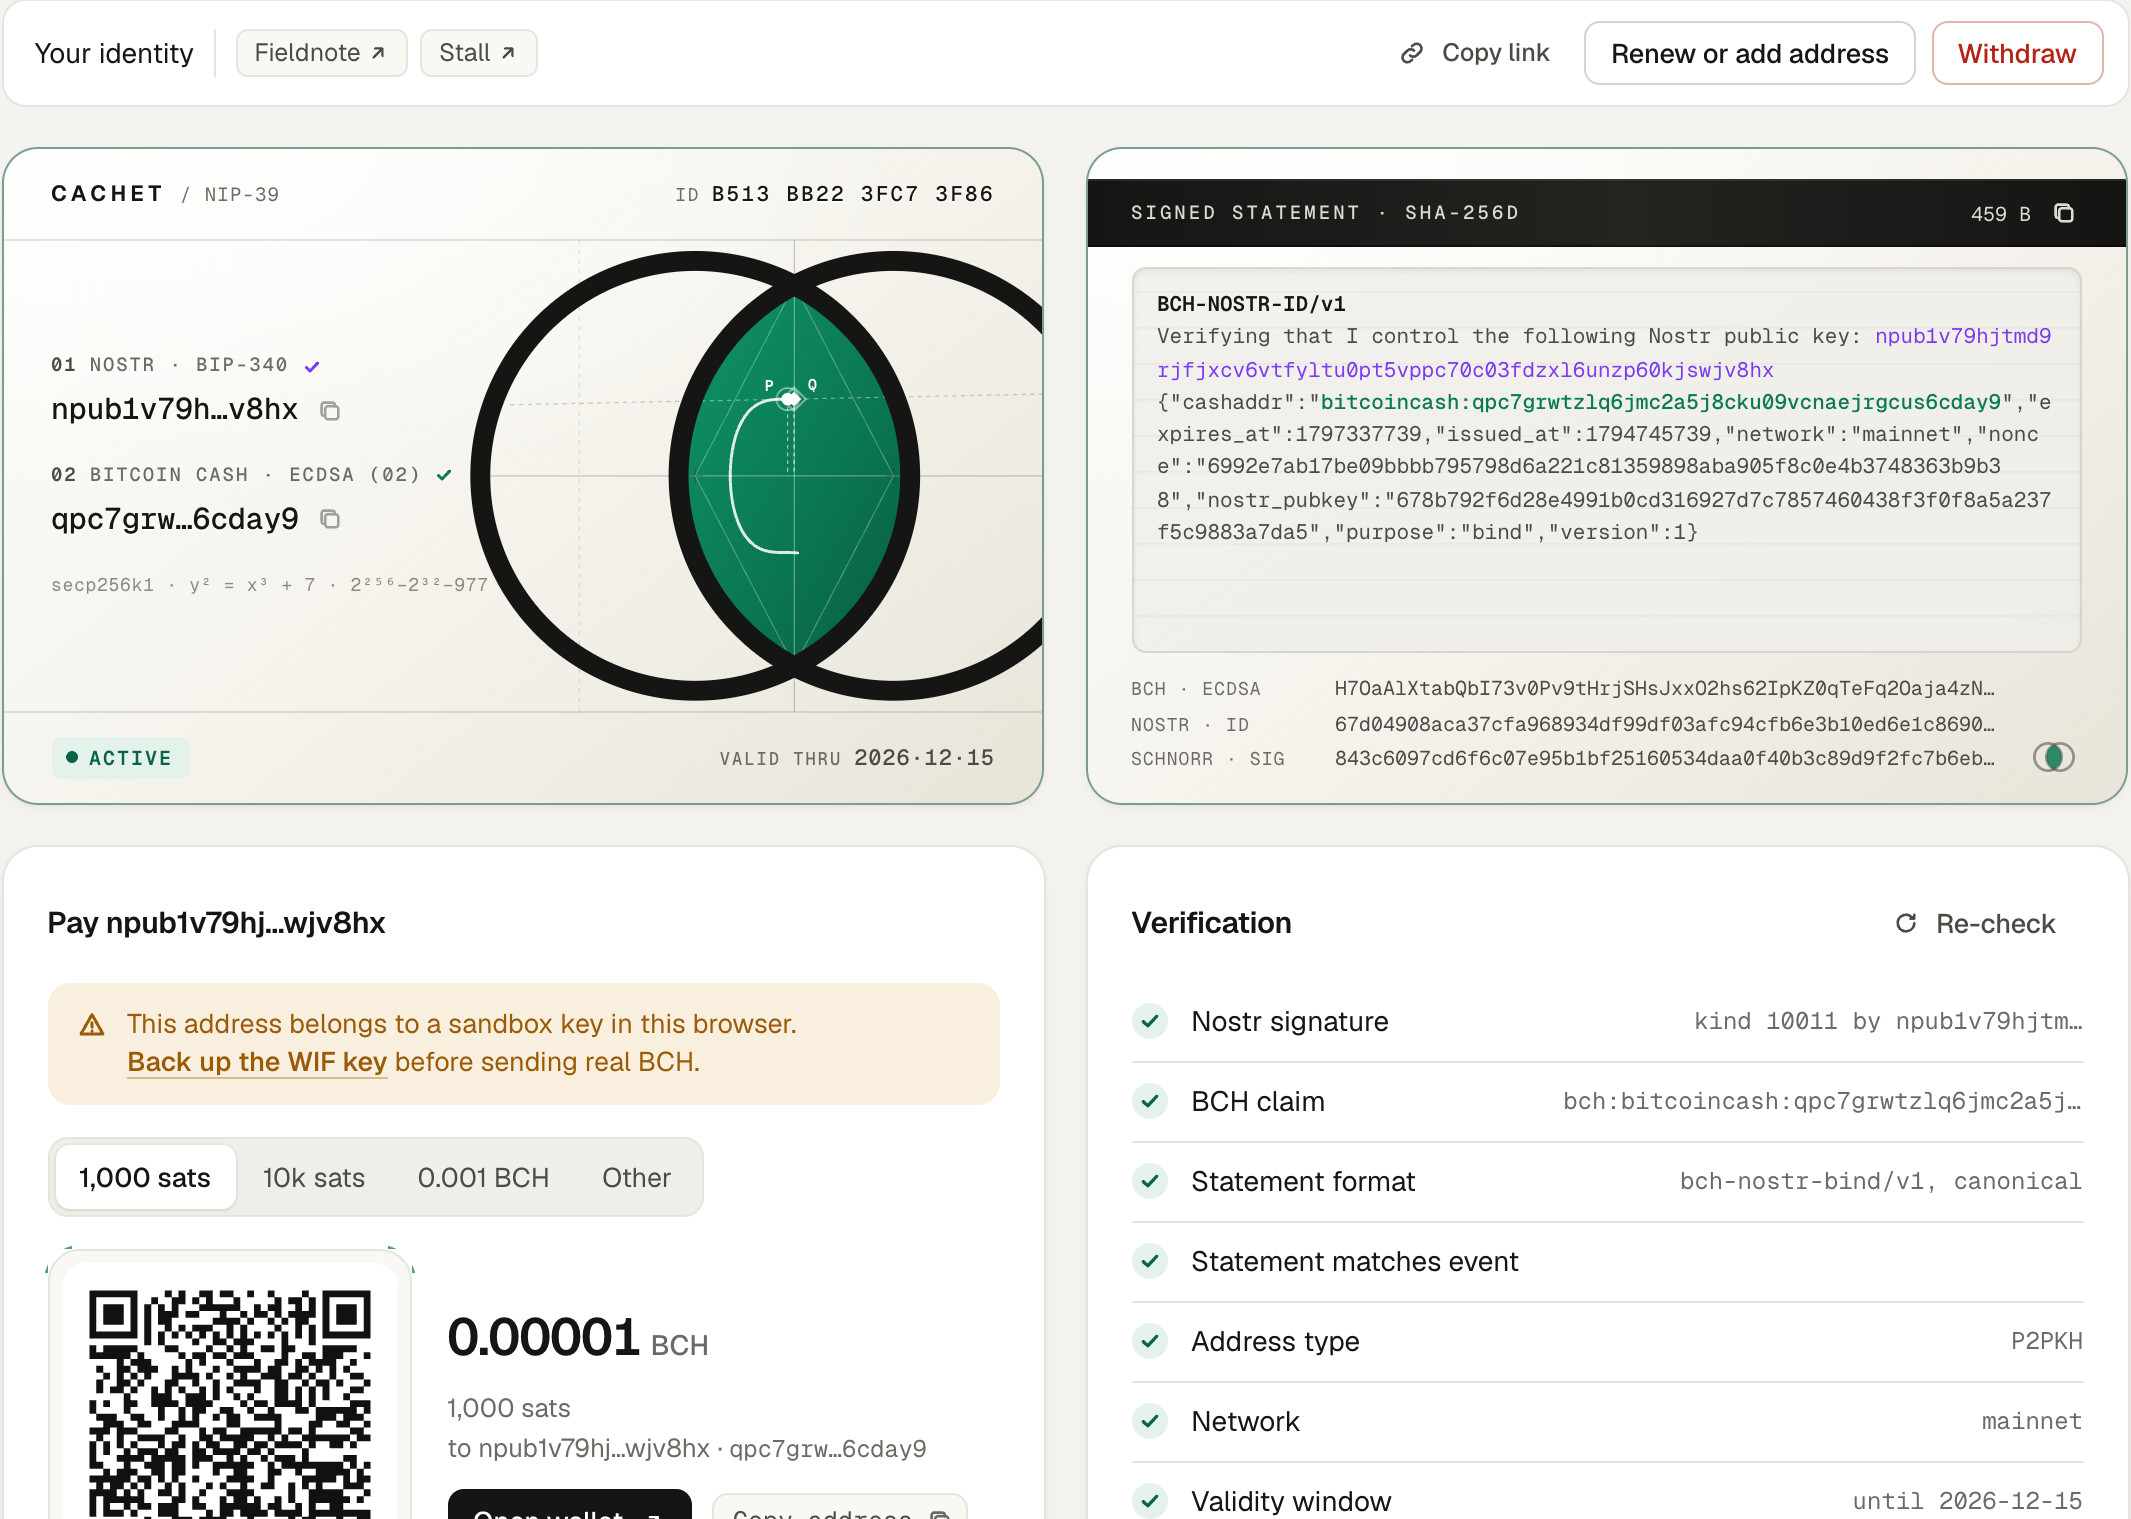 Your identity
Fieldnote
Stall
Copy link
Renew or add address
Withdraw
CACHET / NIP-39
ID B513 BB22 3FC7 3F86
01 NOSTR · BIP-340
npub1v79h…v8hx
02 BITCOIN CASH · ECDSA (02)
qpc7grw…6cday9
secp256k1 · y² = x³ + 7 · 2²⁵⁶–2³²–977
P Q
ACTIVE
VALID THRU 2026·12·15
SIGNED STATEMENT · SHA-256D
459 B
BCH-NOSTR-ID/v1
Verifying that I control the following Nostr public key: npub1v79hjtmd9
rjfjxcv6vtfyltu0pt5vppc70c03fdzxl6unzp60kjswjv8hx
{"cashaddr":"bitcoincash:qpc7grwtzlq6jmc2a5j8cku09vcnaejrgcus6cday9","e
xpires_at":1797337739,"issued_at":1794745739,"network":"mainnet","nonc
e":"6992e7ab17be09bbbb795798d6a221c81359898aba905f8c0e4b3748363b9b3
8","nostr_pubkey":"678b792f6d28e4991b0cd316927d7c7857460438f3f0f8a5a237
f5c9883a7da5","purpose":"bind","version":1}
BCH · ECDSA H7OaAlXtabQbI73v0Pv9tHrjSHsJxxO2hs62IpKZ0qTeFq2Oaja4zN…
NOSTR · ID 67d04908aca37cfa968934df99df03afc94cfb6e3b10ed6e1c8690…
SCHNORR · SIG 843c6097cd6f6c07e95b1bf25160534daa0f40b3c89d9f2fc7b6eb…
Pay npub1v79hj…wjv8hx
This address belongs to a sandbox key in this browser.
Back up the WIF key before sending real BCH.
1,000 sats
10k sats
0.001 BCH
Other
0.00001 BCH
1,000 sats
to npub1v79hj…wjv8hx · qpc7grw…6cday9
Open wallet
Copy address
Verification
Re-check
Nostr signature
kind 10011 by npub1v79hjtm…
BCH claim
bch:bitcoincash:qpc7grwtzlq6jmc2a5j…
Statement format
bch-nostr-bind/v1, canonical
Statement matches event
Address type
P2PKH
Network
mainnet
Validity window
until 2026-12-15